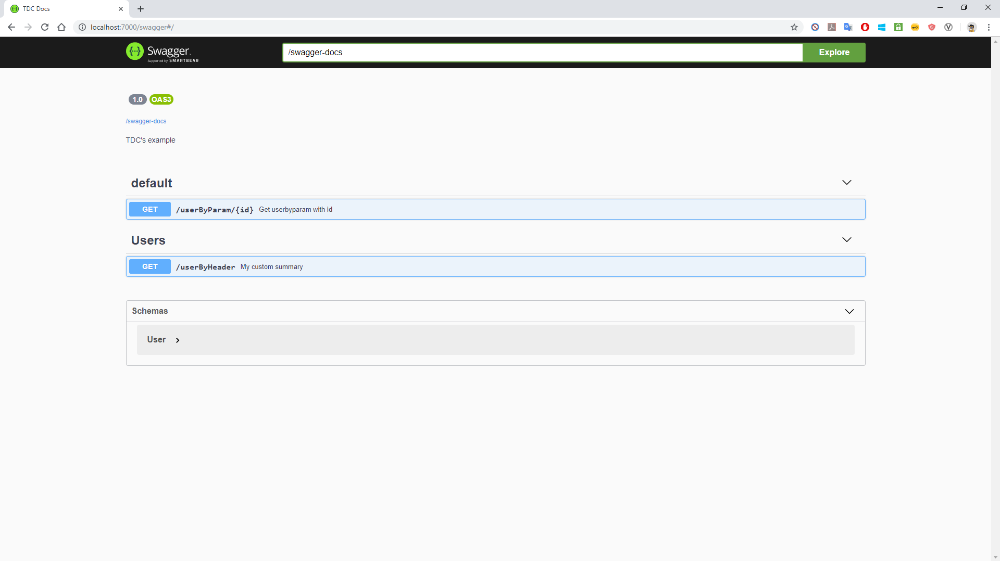 TDC Docs
localhost:7000/swagger#/
Swagger.
Supported by SMARTBEAR
/swagger-docs
Explore
1.0 OAS3
/swagger-docs
TDC's example
default
GET /userByParam/{id} Get userbyparam with id
Users
GET /userByHeader My custom summary
Schemas
User